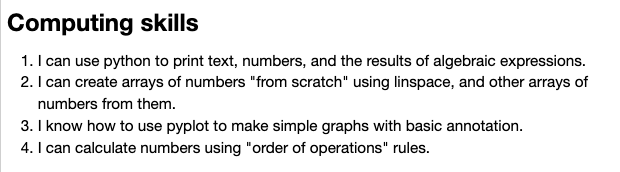 Computing skills
1. I can use python to print text, numbers, and the results of algebraic expressions.
2. I can create arrays of numbers "from scratch" using linspace, and other arrays of
numbers from them.
3. I know how to use pyplot to make simple graphs with basic annotation.
4. I can calculate numbers using "order of operations" rules.